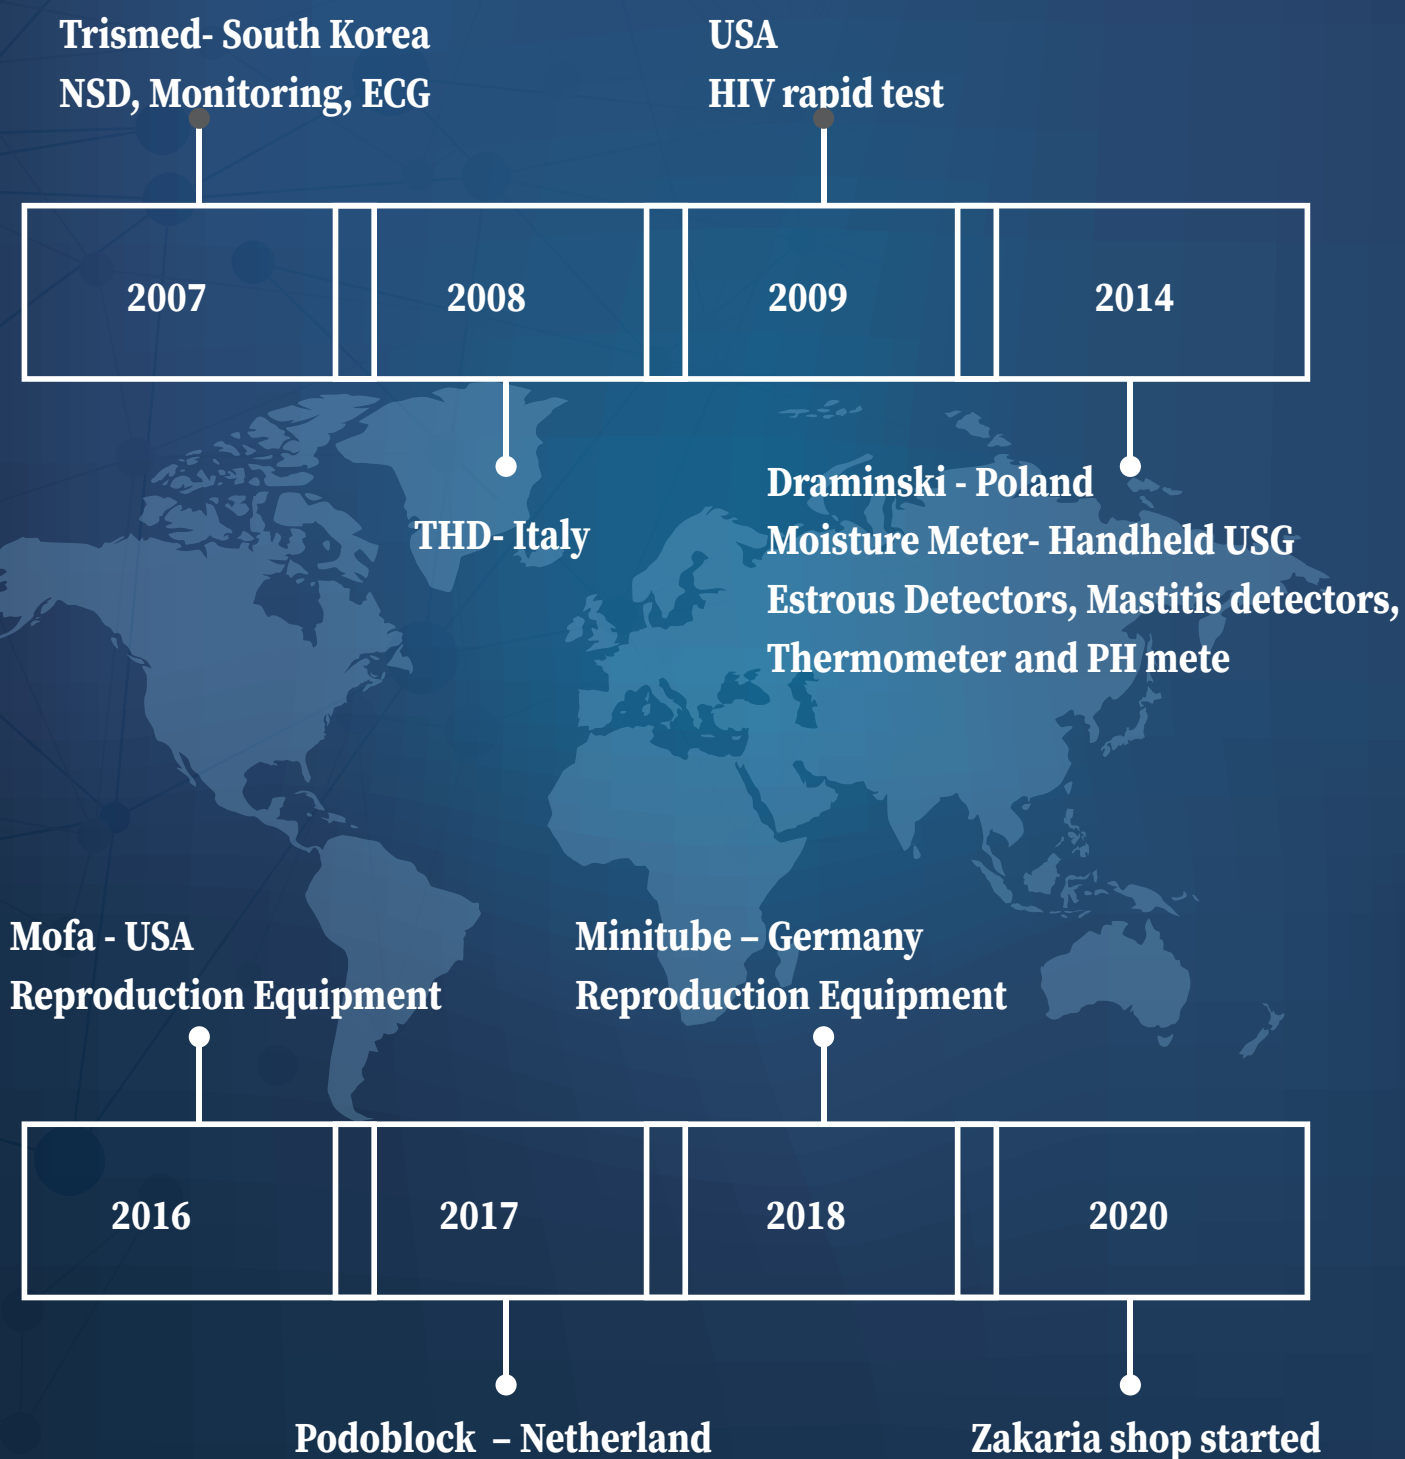 Trismed- South Korea
NSD, Monitoring, ECG
USA
HIV rapid test
2007
2008
2009
2014
THD- Italy
Draminski - Poland
Moisture Meter- Handheld USG
Estrous Detectors, Mastitis detectors,
Thermometer and PH mete
Mofa - USA
Reproduction Equipment
Minitube – Germany
Reproduction Equipment
2016
2017
2018
2020
Podoblock – Netherland
Zakaria shop started